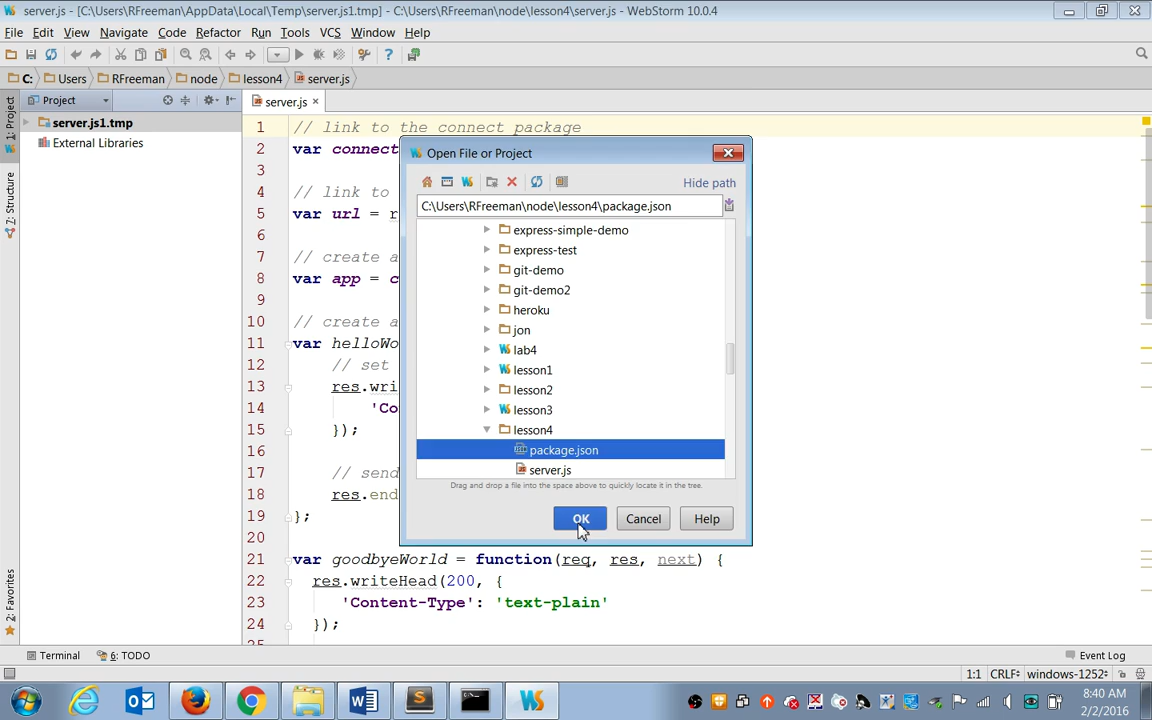 server.js - [C:\Users\RFreeman\AppData\Local\Temp\server.js1.tmp] - C:\Users\RFreeman\node\lesson4\server.js - WebStorm 10.0.4
File Edit View Navigate Code Refactor Run Tools VCS Window Help
C: Users RFreeman node lesson4 server.js
1: Project
Z: Structure
2: Favorites
Project
server.js1.tmp
External Libraries
server.js
1 // link to the connect package
2 var connect
3
4 // link to
5 var url = r
6
7 // create a
8 var app = c
9
10 // create a
11 var helloWo
12 // set
13 res.wri
14 'Co
15 });
16
17 // send
18 res.end
19 };
20
21 var goodbyeWorld = function(req, res, next) {
22 res.writeHead(200, {
23 'Content-Type': 'text-plain'
24 });
Open File or Project
Hide path
C:\Users\RFreeman\node\lesson4\package.json
express-simple-demo
express-test
git-demo
git-demo2
heroku
jon
lab4
lesson1
lesson2
lesson3
lesson4
package.json
server.js
Drag and drop a file into the space above to quickly locate it in the tree.
OK Cancel Help
Terminal 6: TODO Event Log
1:1 CRLF windows-1252
8:40 AM
2/2/2016